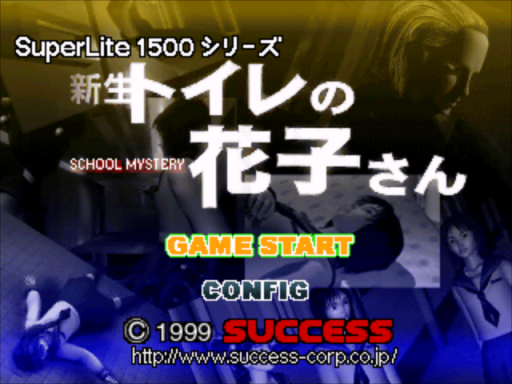 SuperLite 1500 シリーズ
新生トイレの
SCHOOL MYSTERY 花子さん
GAME START
CONFIG
© 1999 SUCCESS
http://www.success-corp.co.jp/